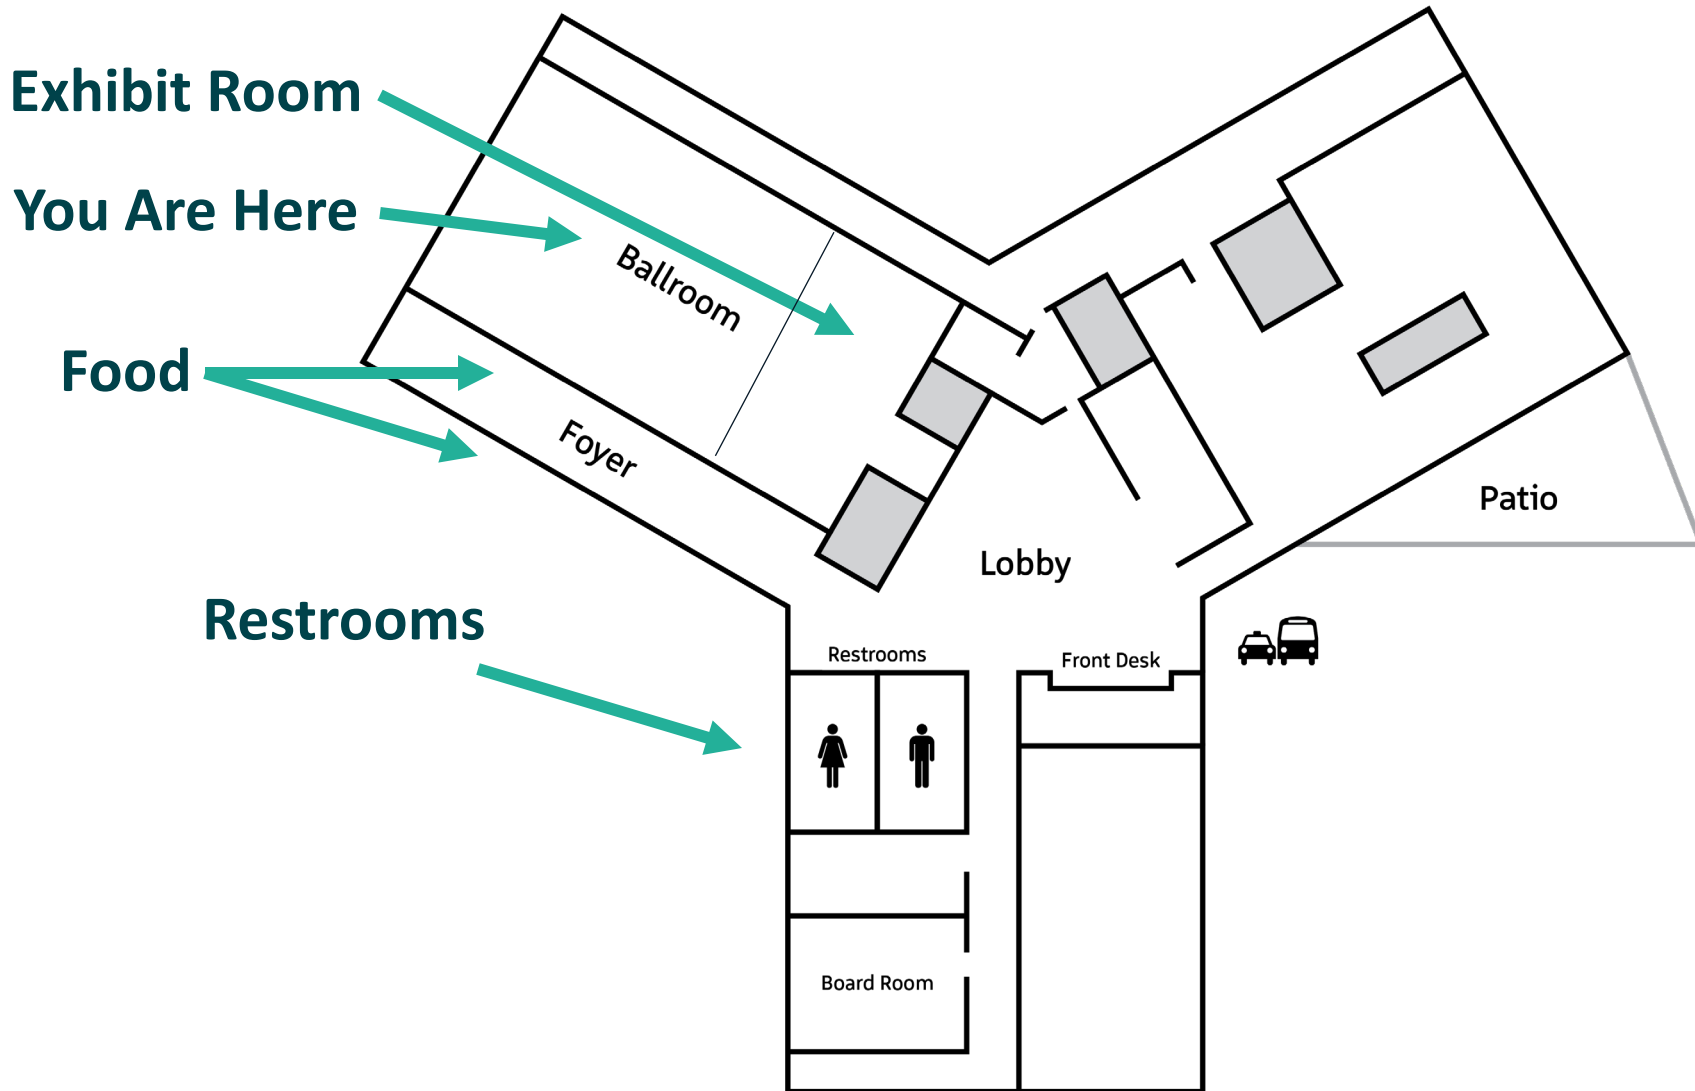 Exhibit Room
You Are Here
Ballroom
Food
Foyer
Patio
Lobby
Restrooms
Restrooms
Front Desk
Board Room